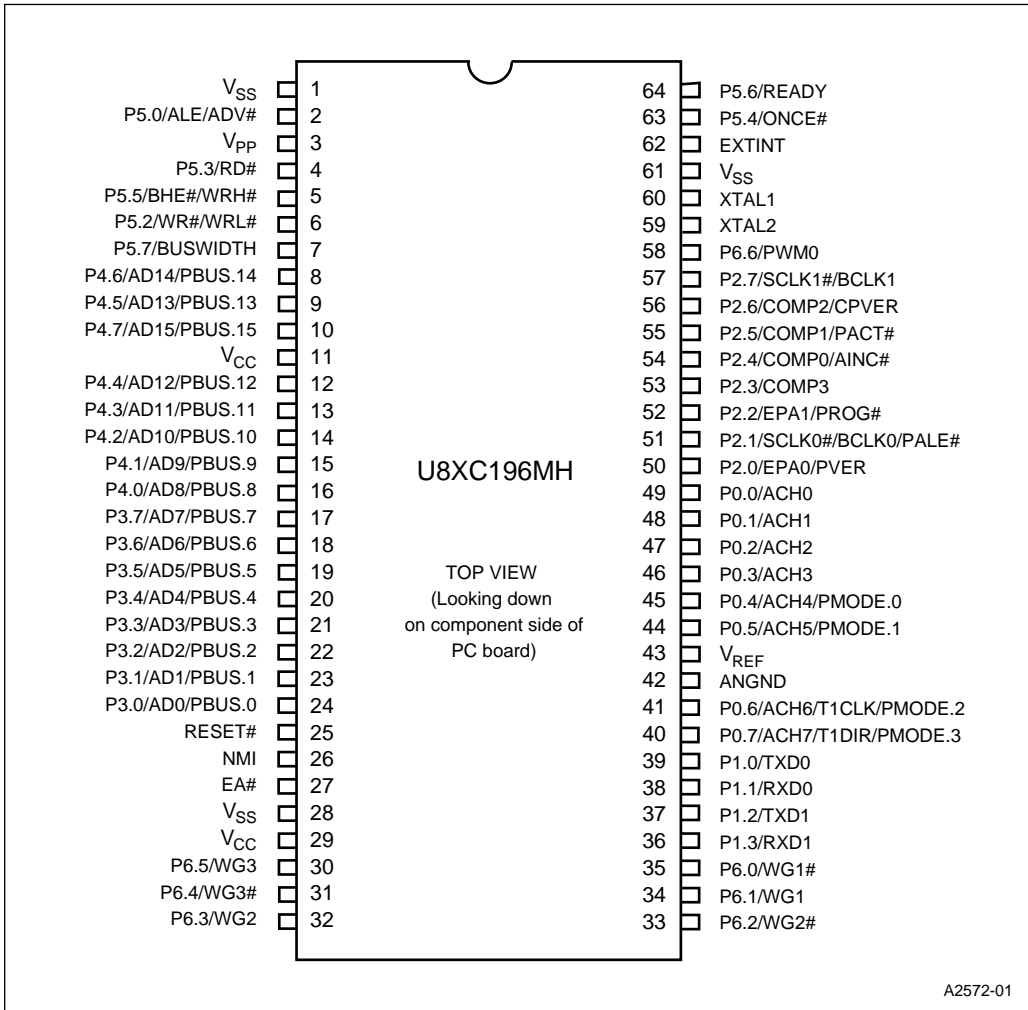 V_SS 1
P5.0/ALE/ADV# 2
V_PP 3
P5.3/RD# 4
P5.5/BHE#/WRH# 5
P5.2/WR#/WRL# 6
P5.7/BUSWIDTH 7
P4.6/AD14/PBUS.14 8
P4.5/AD13/PBUS.13 9
P4.7/AD15/PBUS.15 10
V_CC 11
P4.4/AD12/PBUS.12 12
P4.3/AD11/PBUS.11 13
P4.2/AD10/PBUS.10 14
P4.1/AD9/PBUS.9 15
P4.0/AD8/PBUS.8 16
P3.7/AD7/PBUS.7 17
P3.6/AD6/PBUS.6 18
P3.5/AD5/PBUS.5 19
P3.4/AD4/PBUS.4 20
P3.3/AD3/PBUS.3 21
P3.2/AD2/PBUS.2 22
P3.1/AD1/PBUS.1 23
P3.0/AD0/PBUS.0 24
RESET# 25
NMI 26
EA# 27
V_SS 28
V_CC 29
P6.5/WG3 30
P6.4/WG3# 31
P6.3/WG2 32
U8XC196MH
TOP VIEW
(Looking down
on component side of
PC board)
64 P5.6/READY
63 P5.4/ONCE#
62 EXTINT
61 V_SS
60 XTAL1
59 XTAL2
58 P6.6/PWM0
57 P2.7/SCLK1#/BCLK1
56 P2.6/COMP2/CPVER
55 P2.5/COMP1/PACT#
54 P2.4/COMP0/AINC#
53 P2.3/COMP3
52 P2.2/EPA1/PROG#
51 P2.1/SCLK0#/BCLK0/PALE#
50 P2.0/EPA0/PVER
49 P0.0/ACH0
48 P0.1/ACH1
47 P0.2/ACH2
46 P0.3/ACH3
45 P0.4/ACH4/PMODE.0
44 P0.5/ACH5/PMODE.1
43 V_REF
42 ANGND
41 P0.6/ACH6/T1CLK/PMODE.2
40 P0.7/ACH7/T1DIR/PMODE.3
39 P1.0/TXD0
38 P1.1/RXD0
37 P1.2/TXD1
36 P1.3/RXD1
35 P6.0/WG1#
34 P6.1/WG1
33 P6.2/WG2#
A2572-01